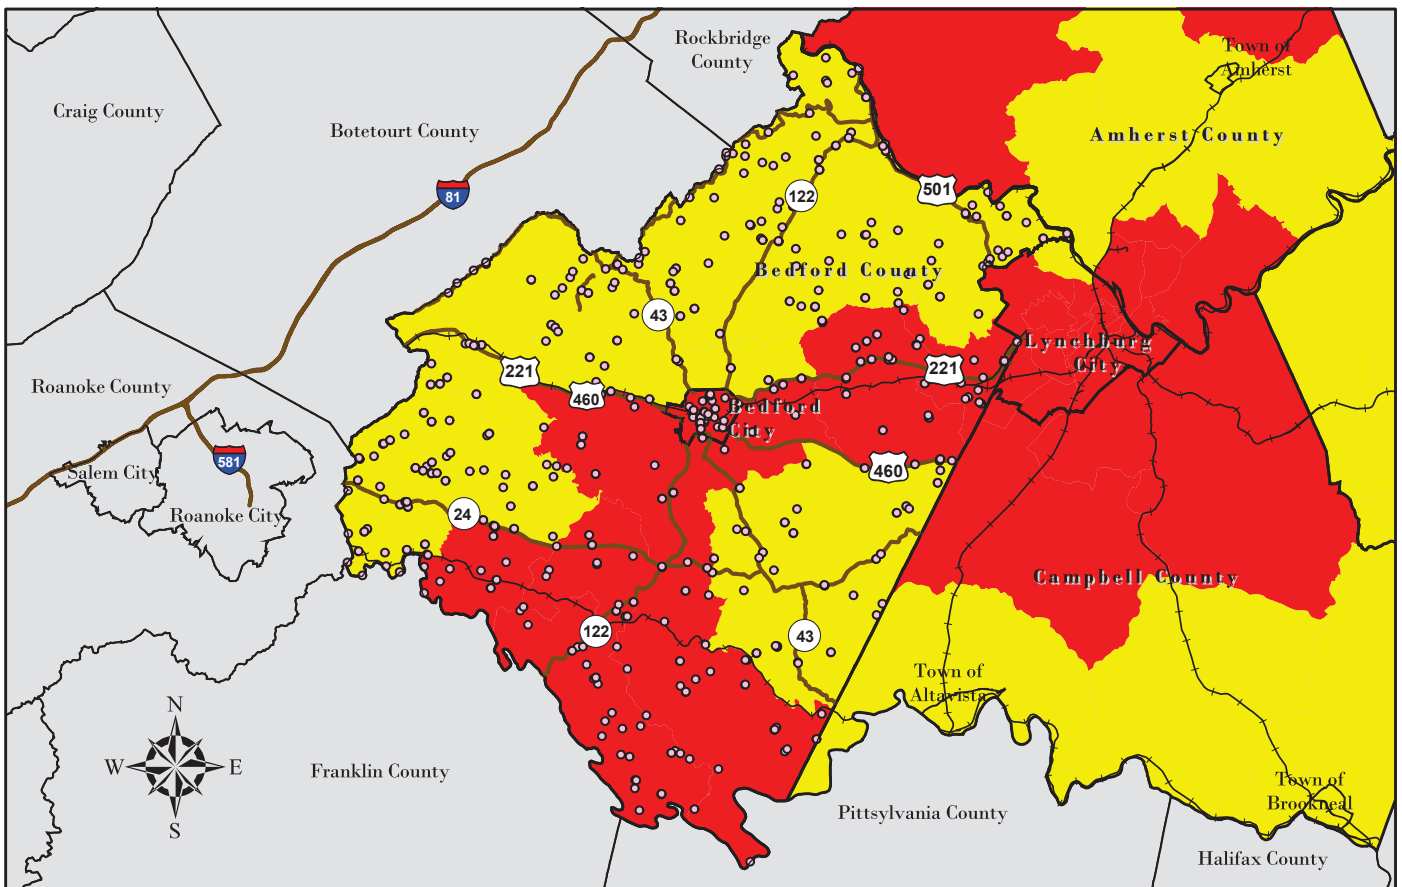 Rockbridge
County
Town of
Amherst
Craig County
Botetourt County
Amherst County
81
122
501
Bedford County
43
Lynchburg
City
221
221
Roanoke County
460
Bedford
City
581
Salem City
460
Roanoke City
24
Campbell County
122
43
Town of
Altavista
N
W
E
S
Franklin County
Town of
Brookneal
Pittsylvania County
Halifax County